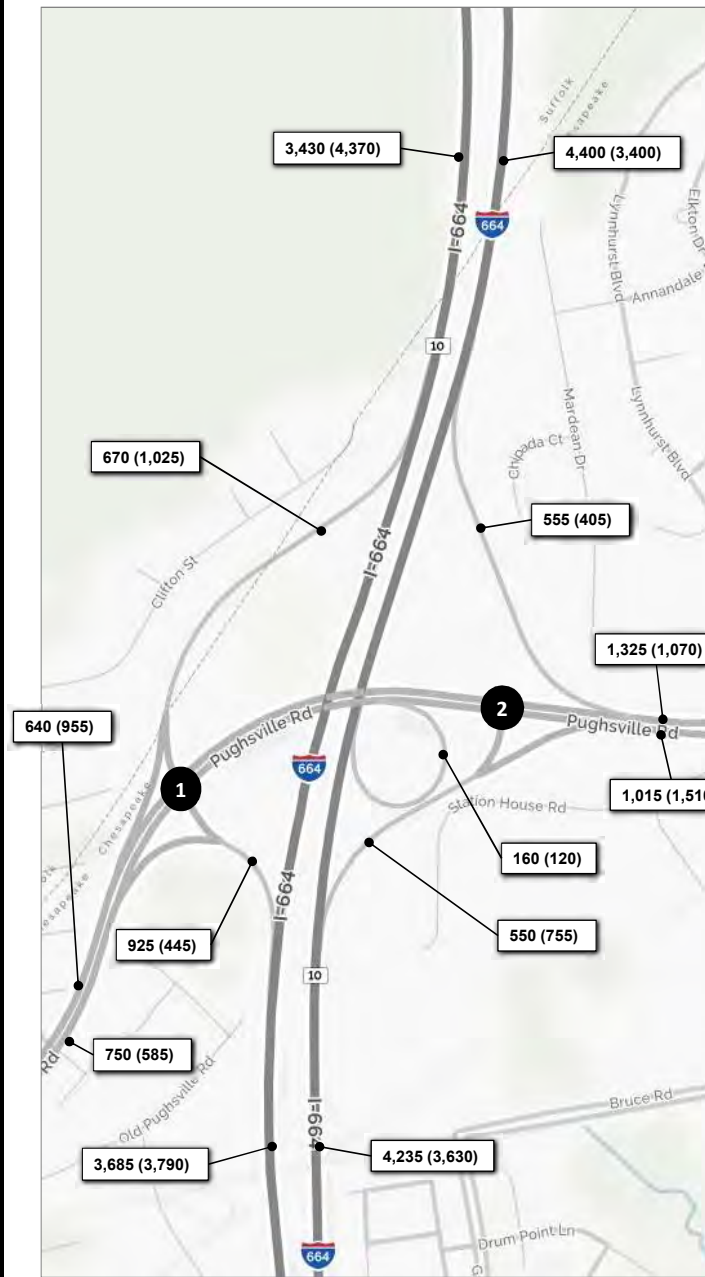 3,430 (4,370)
4,400 (3,400)
Suffolk
Chesapeake
Elkton Dr
Lynnhurst Blvd
I-664
664
Annandale
10
Lynnhurst Blvd
Mardean Dr
Chipada Ct
670 (1,025)
555 (405)
I-664
Clifton St
1,325 (1,070)
2
Pughsville Rd
Pughsville Rd
640 (955)
1,015 (1,510
664
1
Station House Rd
Chesapeake
160 (120)
I-664
925 (445)
550 (755)
10
Rd
750 (585)
Old Pughsville Rd
Bruce Rd
I-664
3,685 (3,790)
4,235 (3,630)
Drum Point Ln
664
G